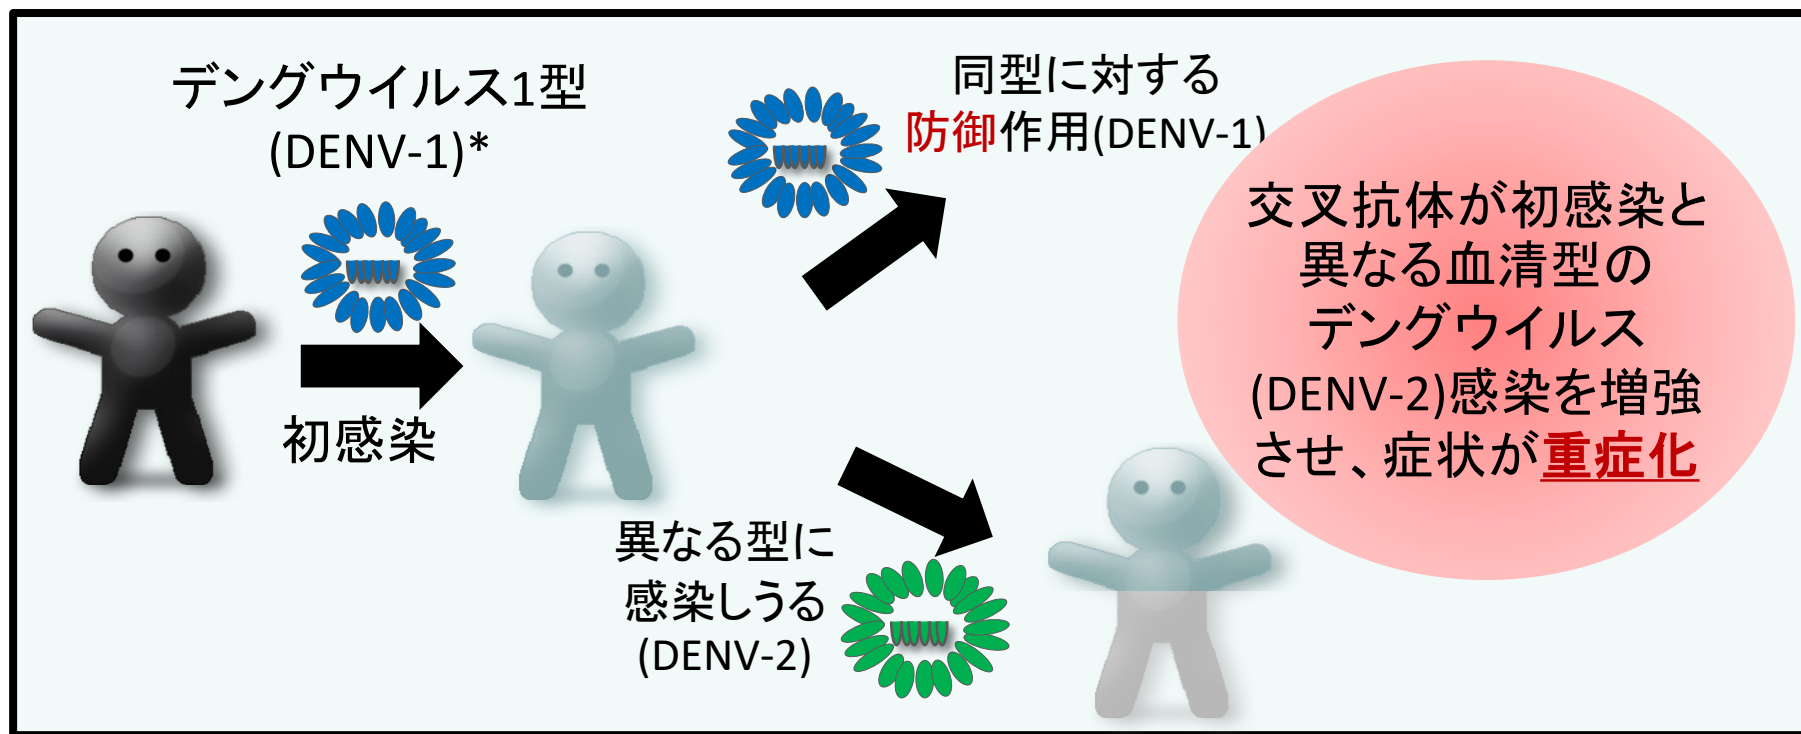 デングウイルス1型
(DENV-1)*
初感染
同型に対する
防御作用(DENV-1)
異なる型に
感染しうる
(DENV-2)
交叉抗体が初感染と
異なる血清型の
デングウイルス
(DENV-2)感染を増強
させ、症状が重症化